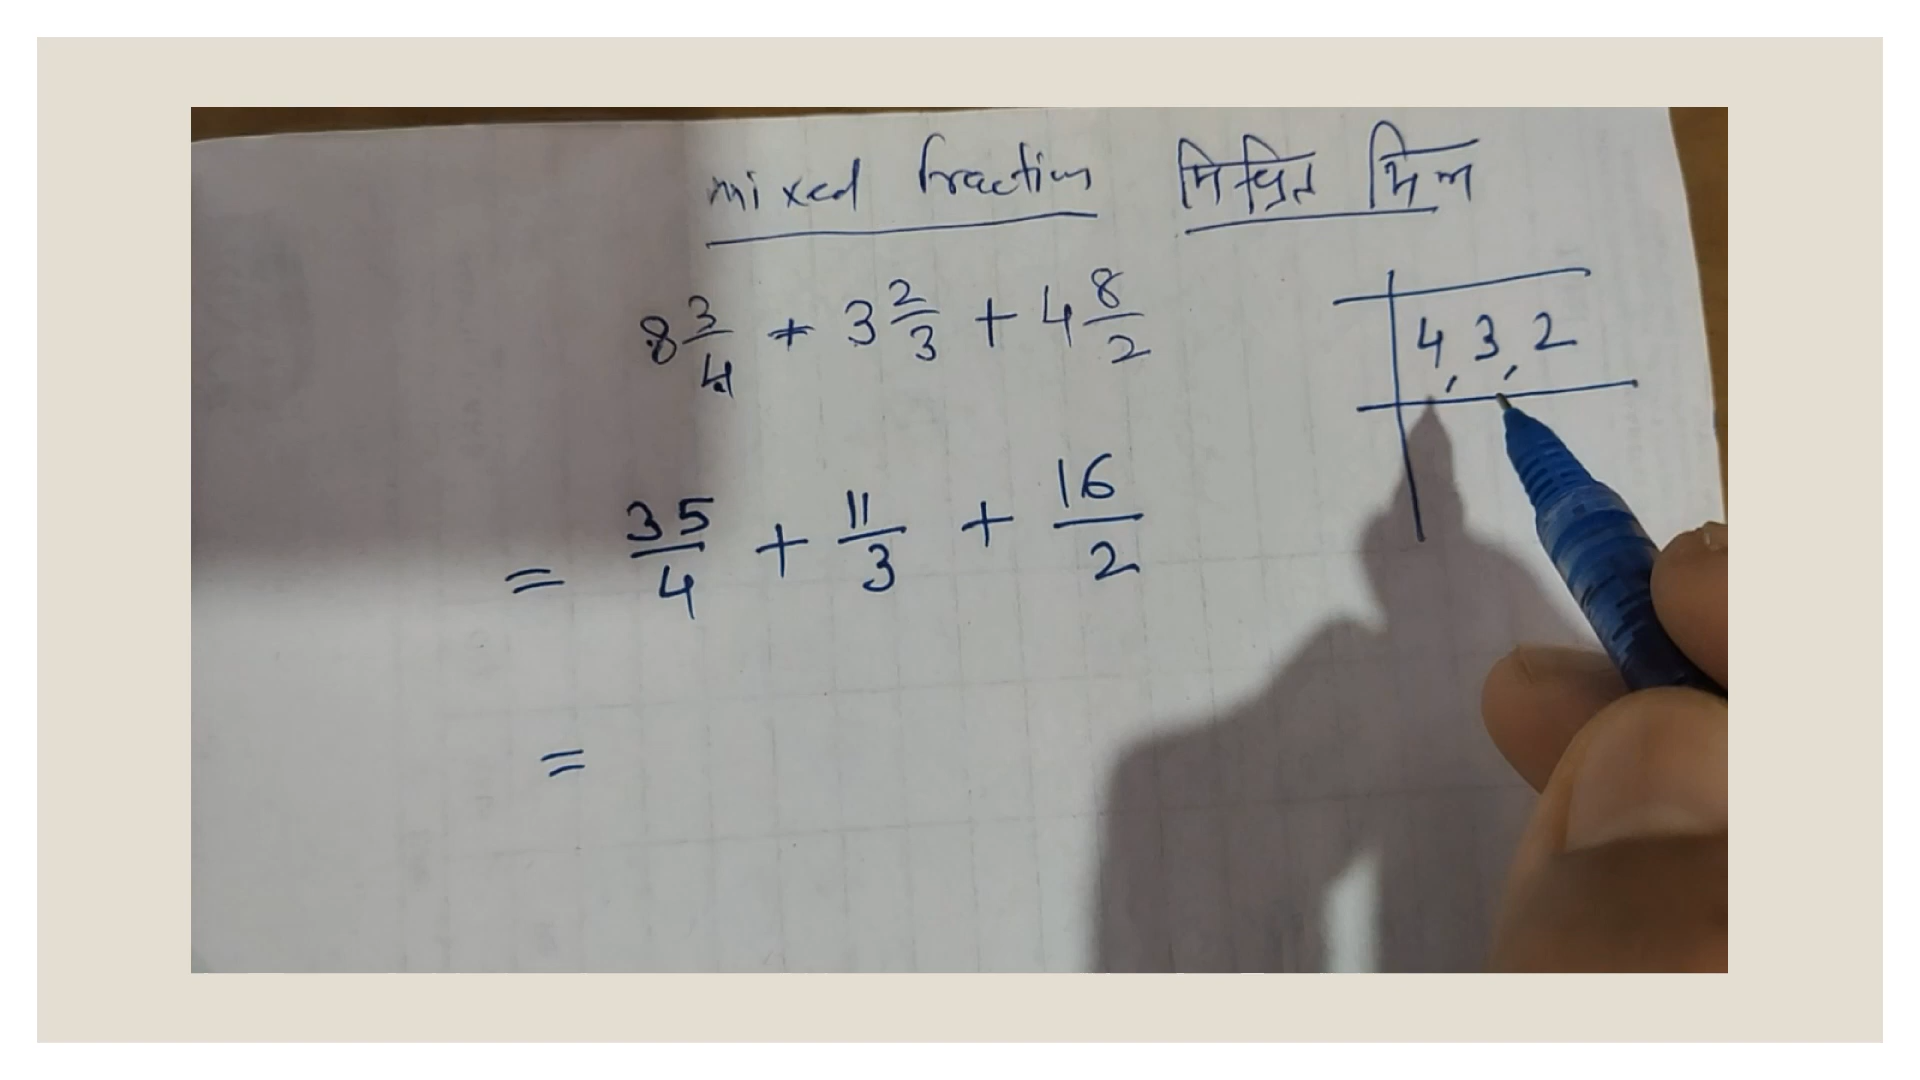 mixed fraction मिश्रित भिन्न
8 3/4 + 3 2/3 + 4 8/2
4, 3, 2
= 35/4 + 11/3 + 16/2
=